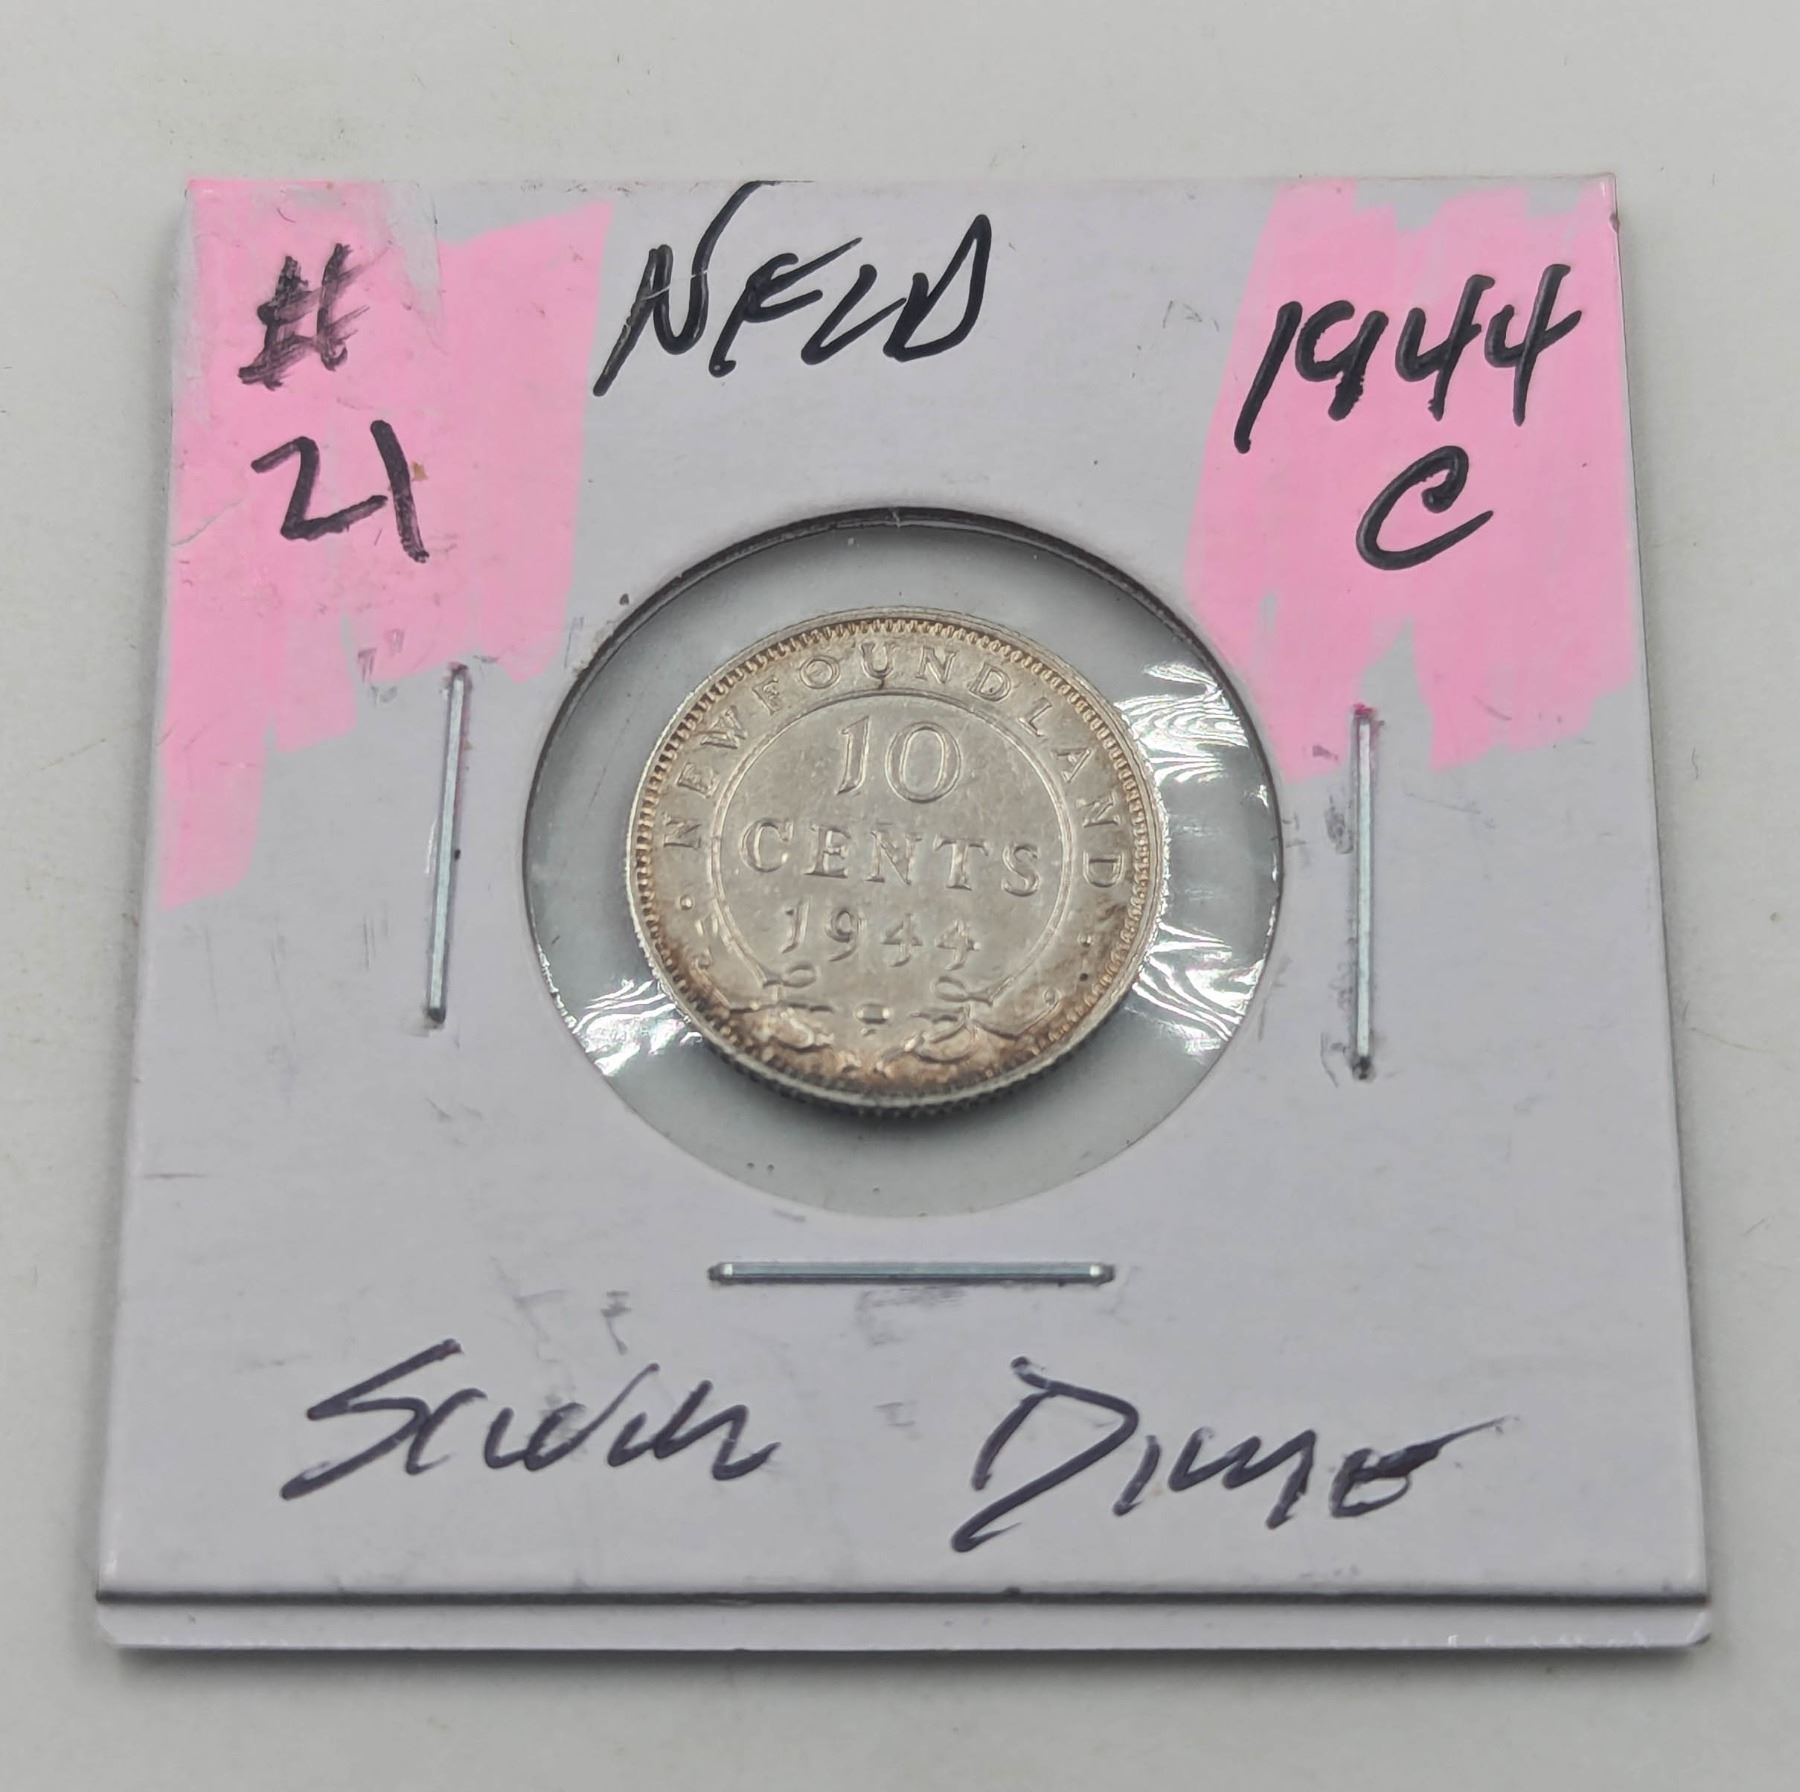 # NFLD 1944
21 C
NEWFOUNDLAND
10
CENTS
1944
Silver Dime